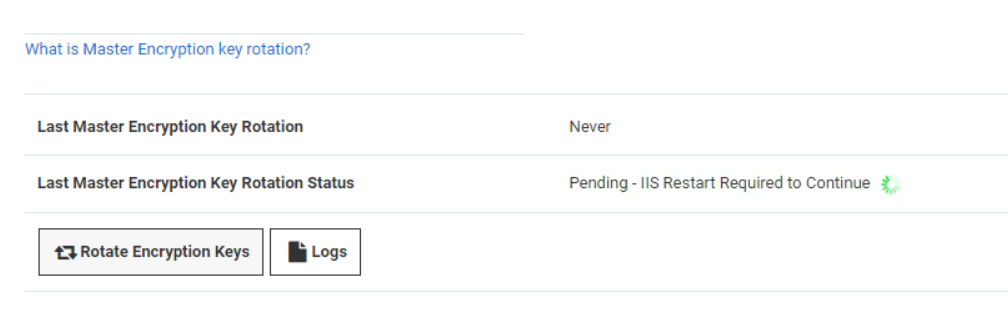 What is Master Encryption key rotation?
Last Master Encryption Key Rotation Never
Last Master Encryption Key Rotation Status Pending - IIS Restart Required to Continue
Rotate Encryption Keys Logs